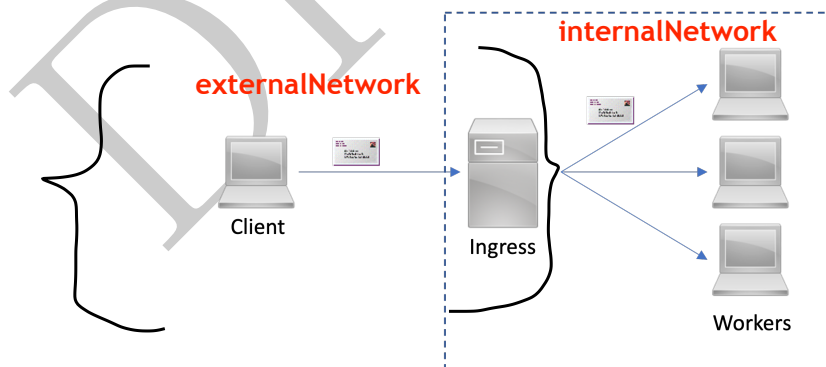 internalNetwork
externalNetwork
Client
Ingress
Workers